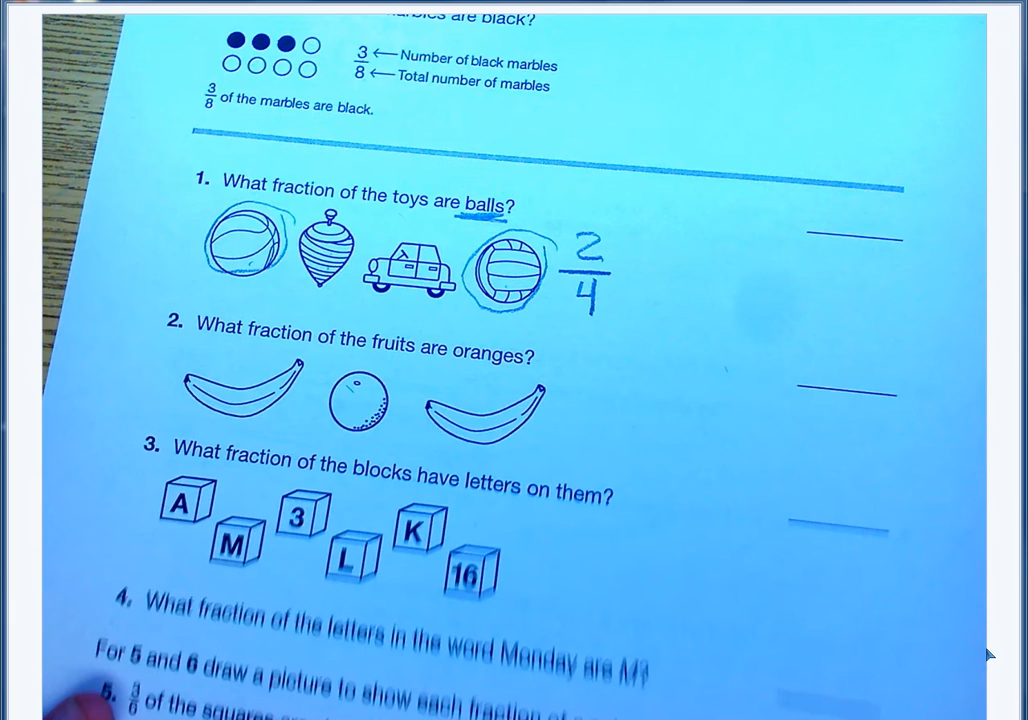 are black?
3 ← Number of black marbles
8 ← Total number of marbles
3/8 of the marbles are black.
1. What fraction of the toys are balls?
2/4
2. What fraction of the fruits are oranges?
3. What fraction of the blocks have letters on them?
A 3 K
M L 16
4. What fraction of the letters in the word Monday are M?
For 5 and 6 draw a picture to show each fraction
5. of the squares